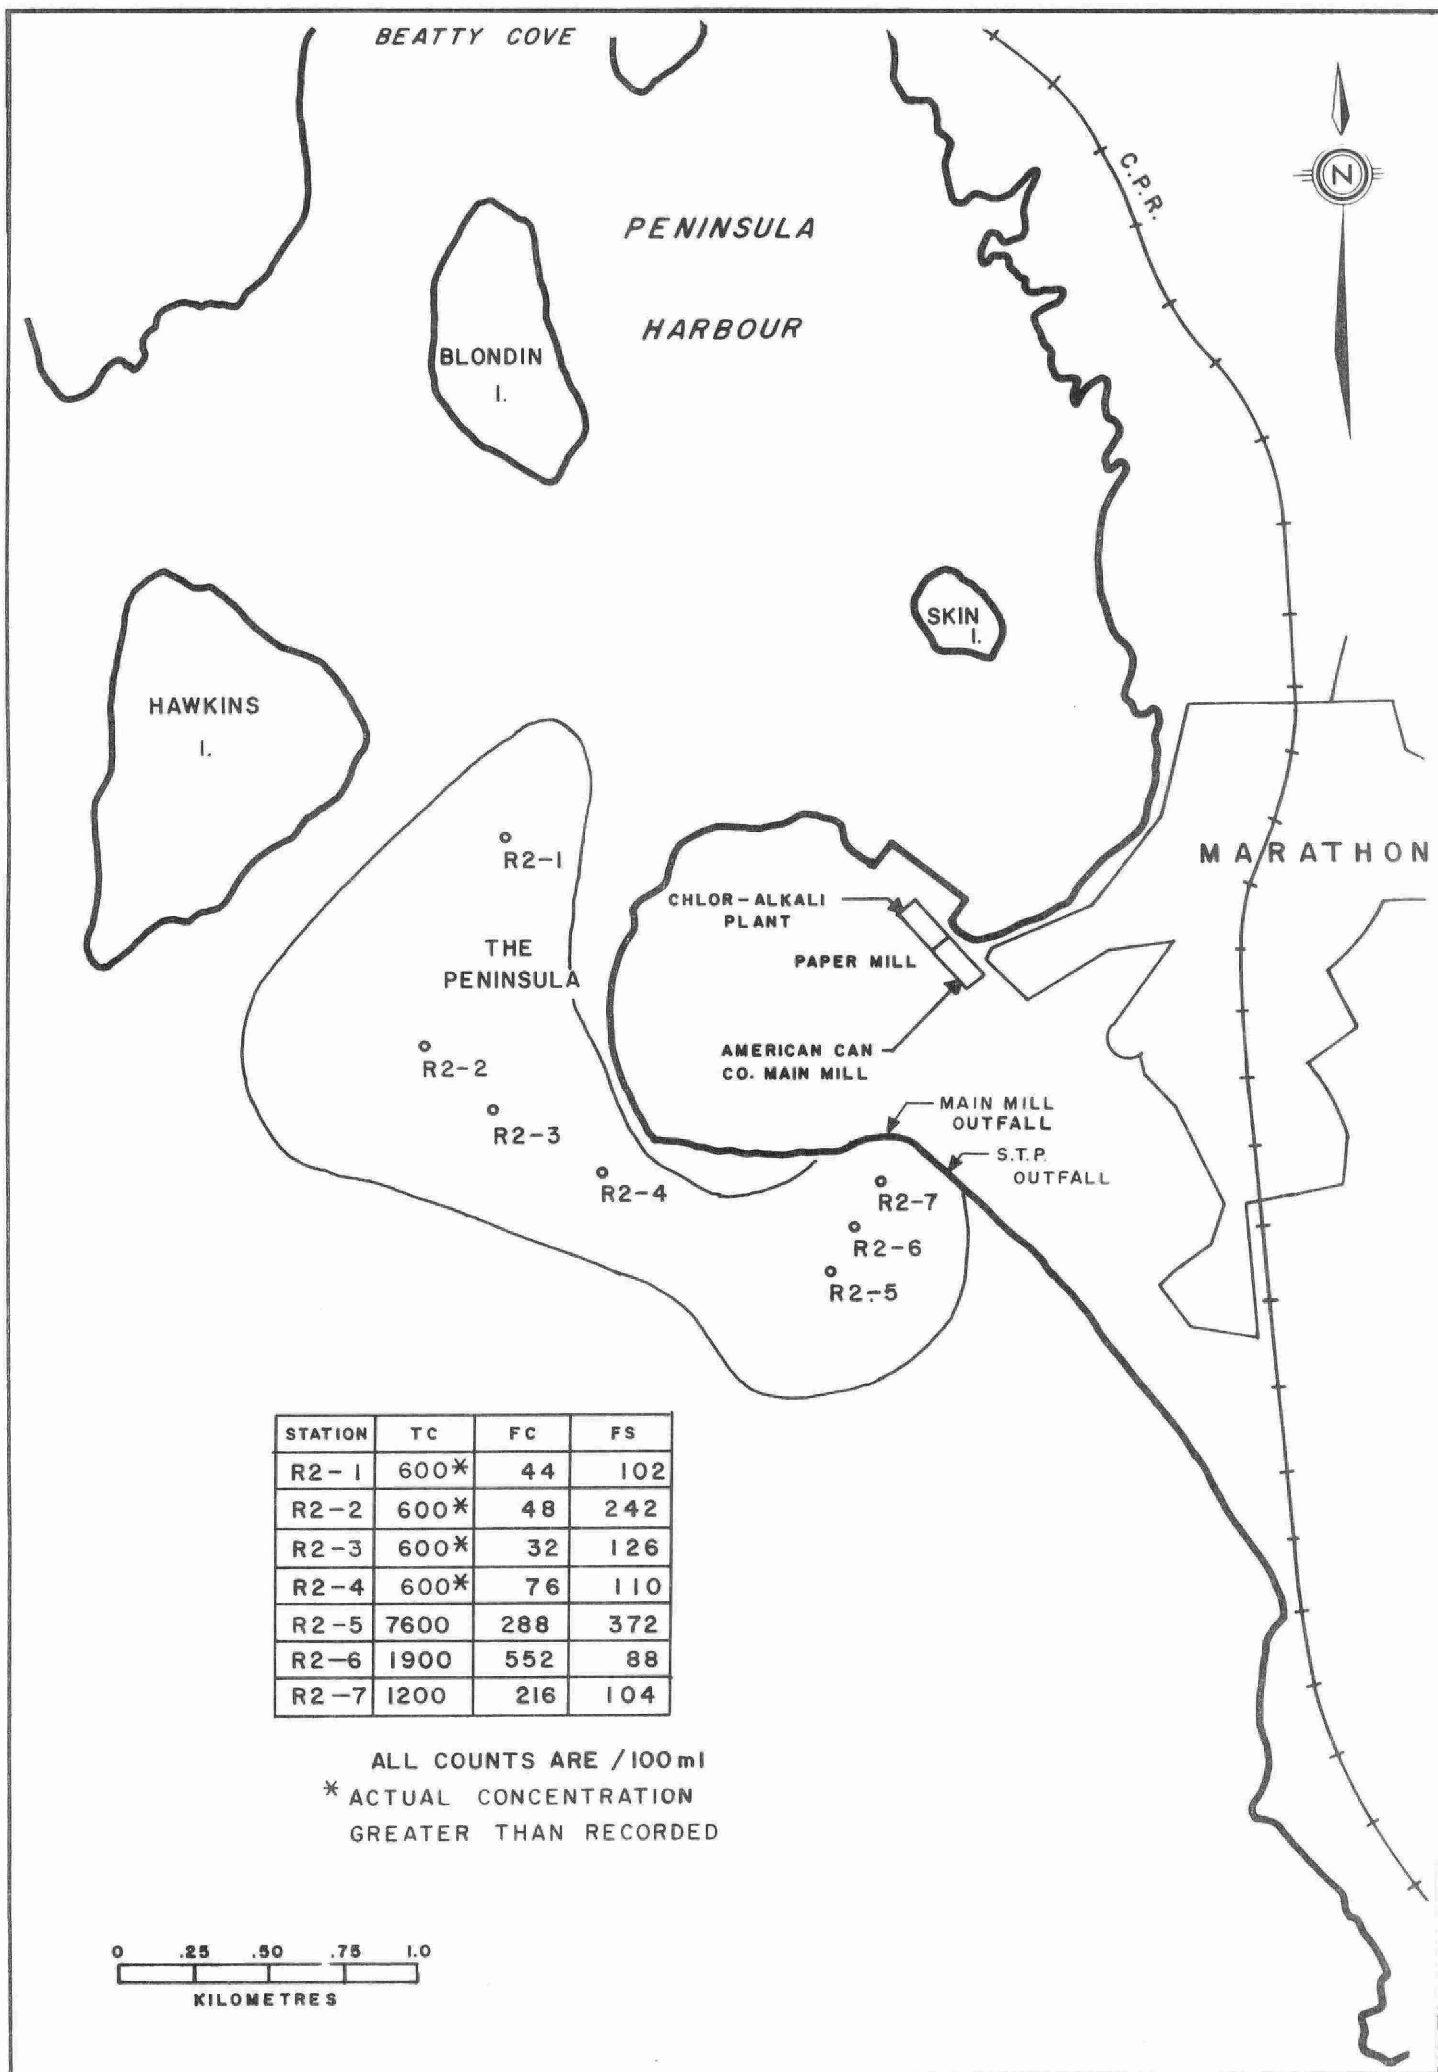 BEATTY COVE
C.P.R.
N
PENINSULA
HARBOUR
BLONDIN
I.
SKIN
I.
HAWKINS
I.
MARATHON
R2-1
CHLOR-ALKALI
PLANT
THE
PENINSULA
PAPER MILL
R2-2
AMERICAN CAN
CO. MAIN MILL
R2-3
MAIN MILL
OUTFALL
S.T.P.
OUTFALL
R2-4
R2-7
R2-6
R2-5
STATION TC FC FS
R2-1 600* 44 102
R2-2 600* 48 242
R2-3 600* 32 126
R2-4 600* 76 110
R2-5 7600 288 372
R2-6 1900 552 88
R2-7 1200 216 104
ALL COUNTS ARE /100ml
* ACTUAL CONCENTRATION
GREATER THAN RECORDED
0 .25 .50 .75 1.0
KILOMETRES